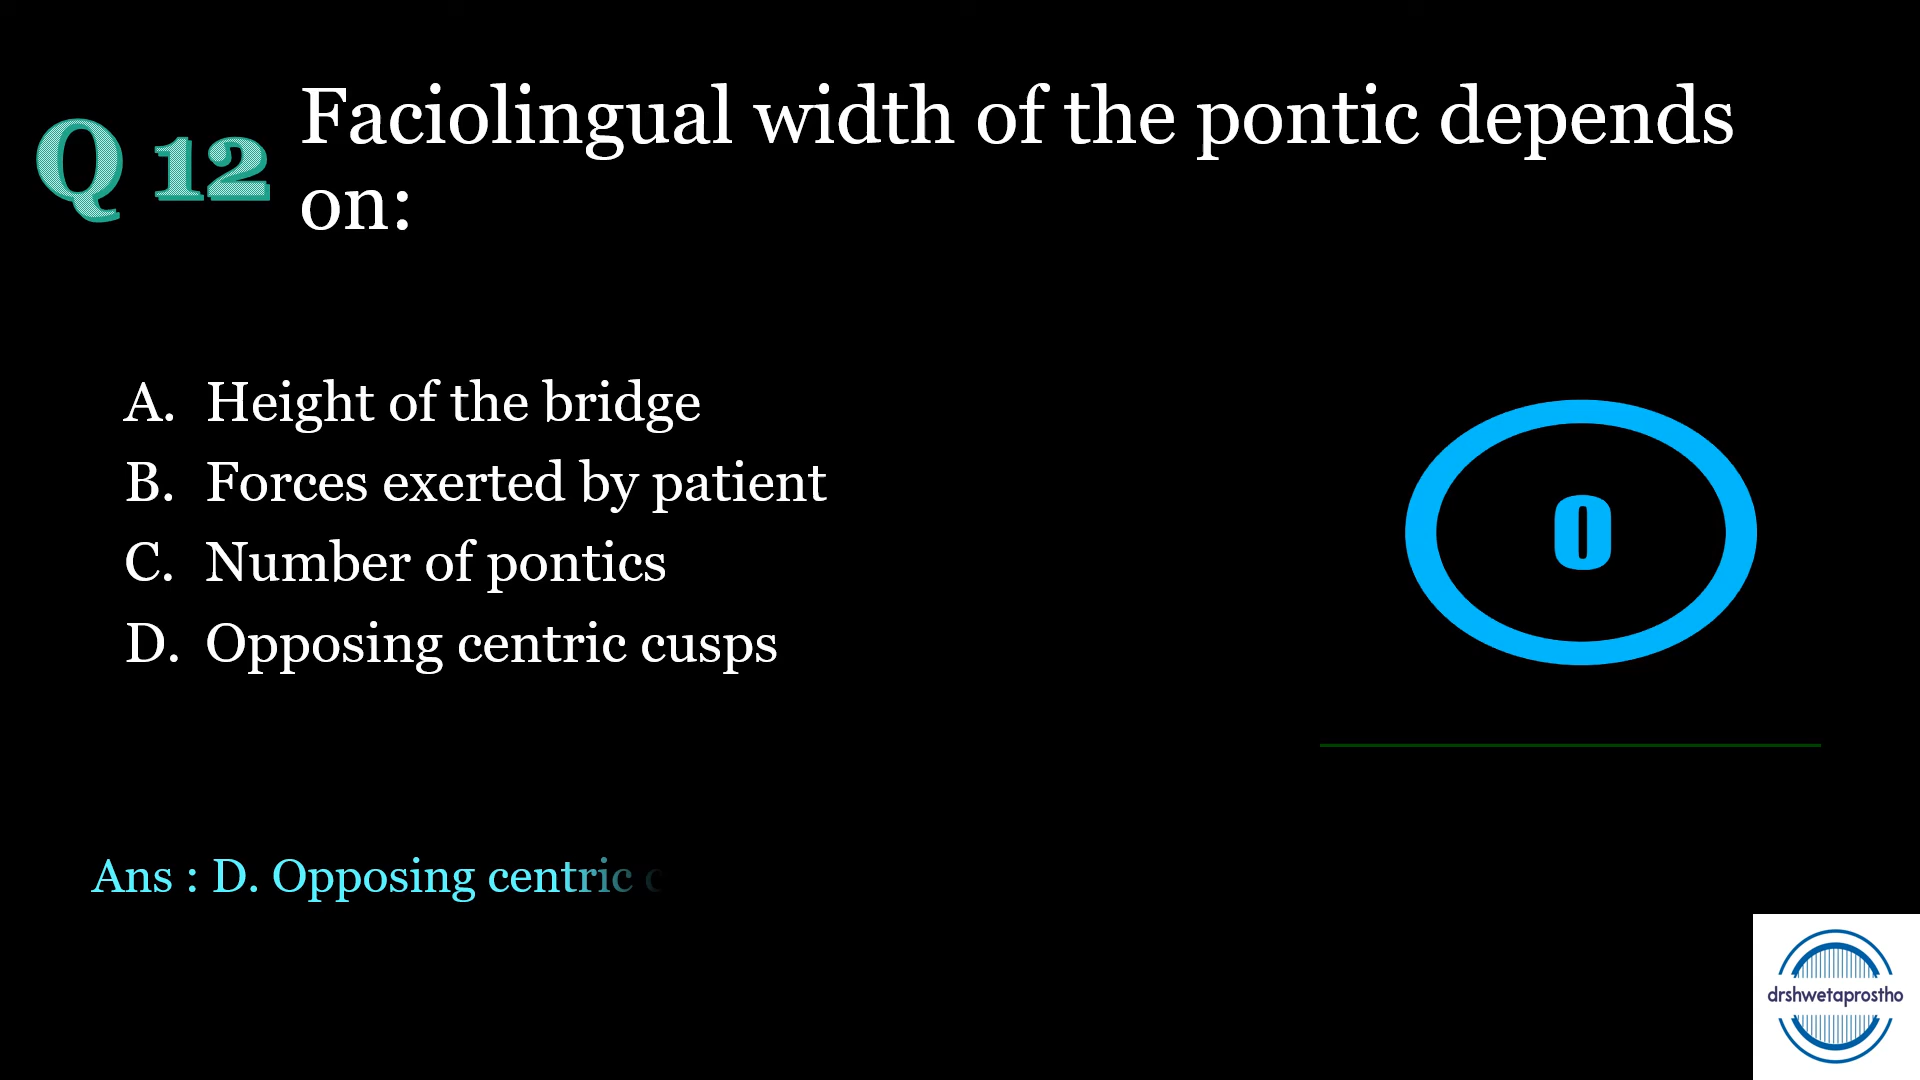 Q 12
Faciolingual width of the pontic depends
on:
A. Height of the bridge
B. Forces exerted by patient
C. Number of pontics
D. Opposing centric cusps
0
Ans : D. Opposing centric
drshwetaprostho